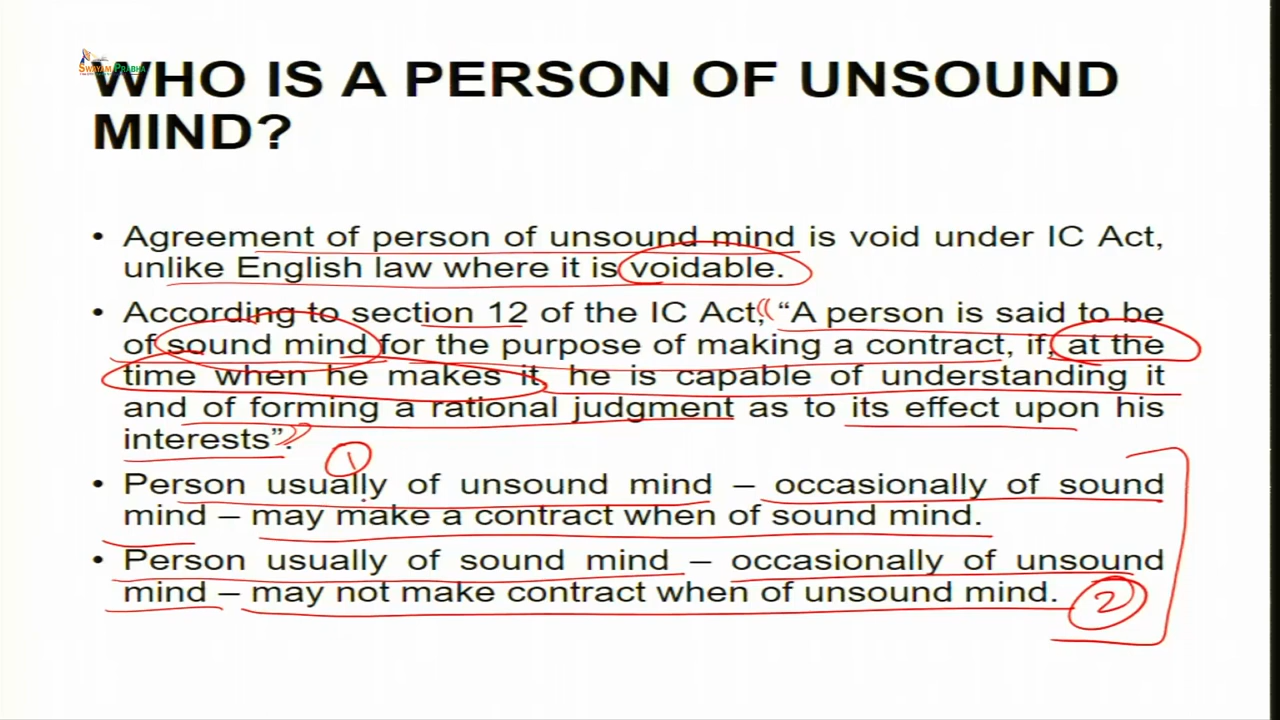 SWAYAM PRABHA
WHO IS A PERSON OF UNSOUND
MIND?
• Agreement of person of unsound mind is void under IC Act,
unlike English law where it is voidable.
• According to section 12 of the IC Act, “A person is said to be
of sound mind for the purpose of making a contract, if, at the
time when he makes it, he is capable of understanding it
and of forming a rational judgment as to its effect upon his
interests”.
1
• Person usually of unsound mind – occasionally of sound
mind – may make a contract when of sound mind.
• Person usually of sound mind – occasionally of unsound
mind – may not make contract when of unsound mind.
2